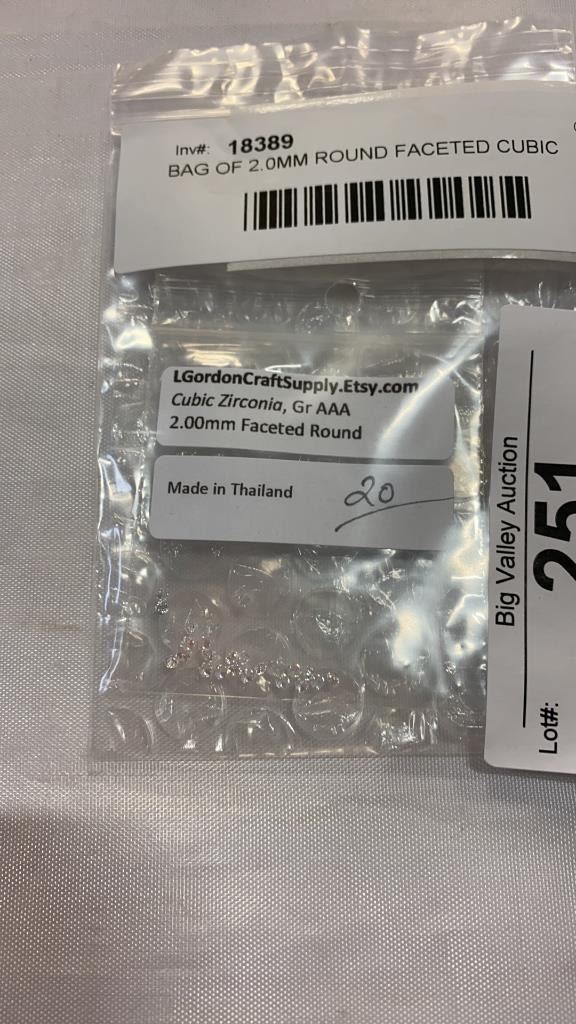 Inv#: 18389
BAG OF 2.0MM ROUND FACETED CUBIC
LGordonCraftSupply.Etsy.com
Cubic Zirconia, Gr AAA
2.00mm Faceted Round
Made in Thailand 20
Big Valley Auction
Lot#: 251